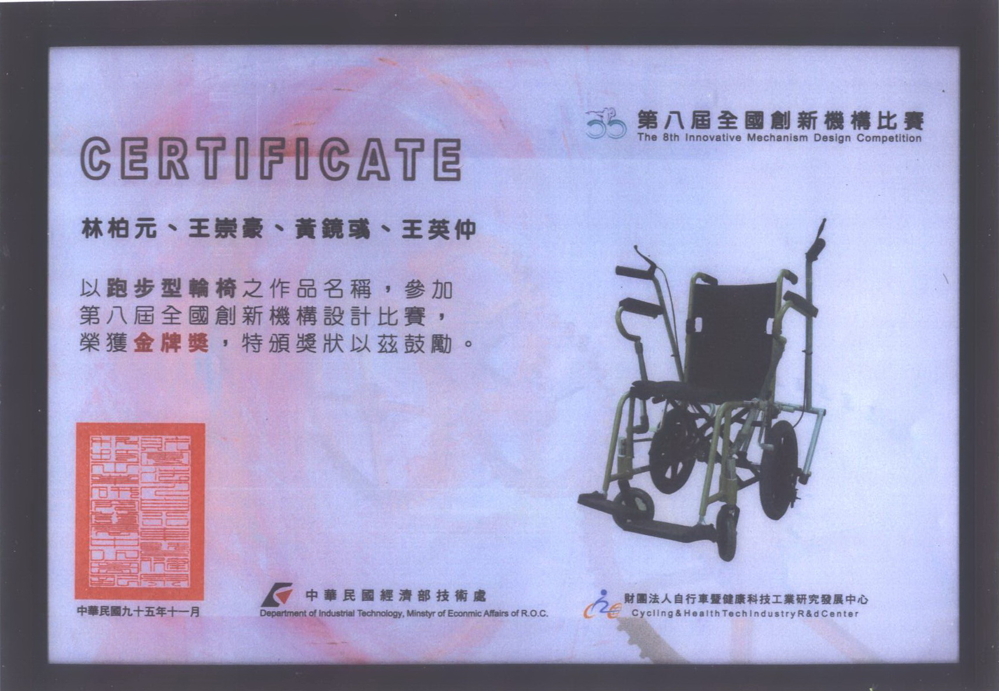 第八屆全國創新機構比賽
The 8th Innovative Mechanism Design Competition
CERTIFICATE
林柏元、王崇豪、黃鏡彧、王英仲
以跑步型輪椅之作品名稱，參加
第八屆全國創新機構設計比賽，
榮獲金牌獎，特頒獎狀以茲鼓勵。
中華民國九十五年十一月
中華民國經濟部技術處
Department of Industrial Technology, Minstyr of Econmic Affairs of R.O.C.
財團法人自行車暨健康科技工業研究發展中心
Cycling&HealthTechIndustryR&dCenter